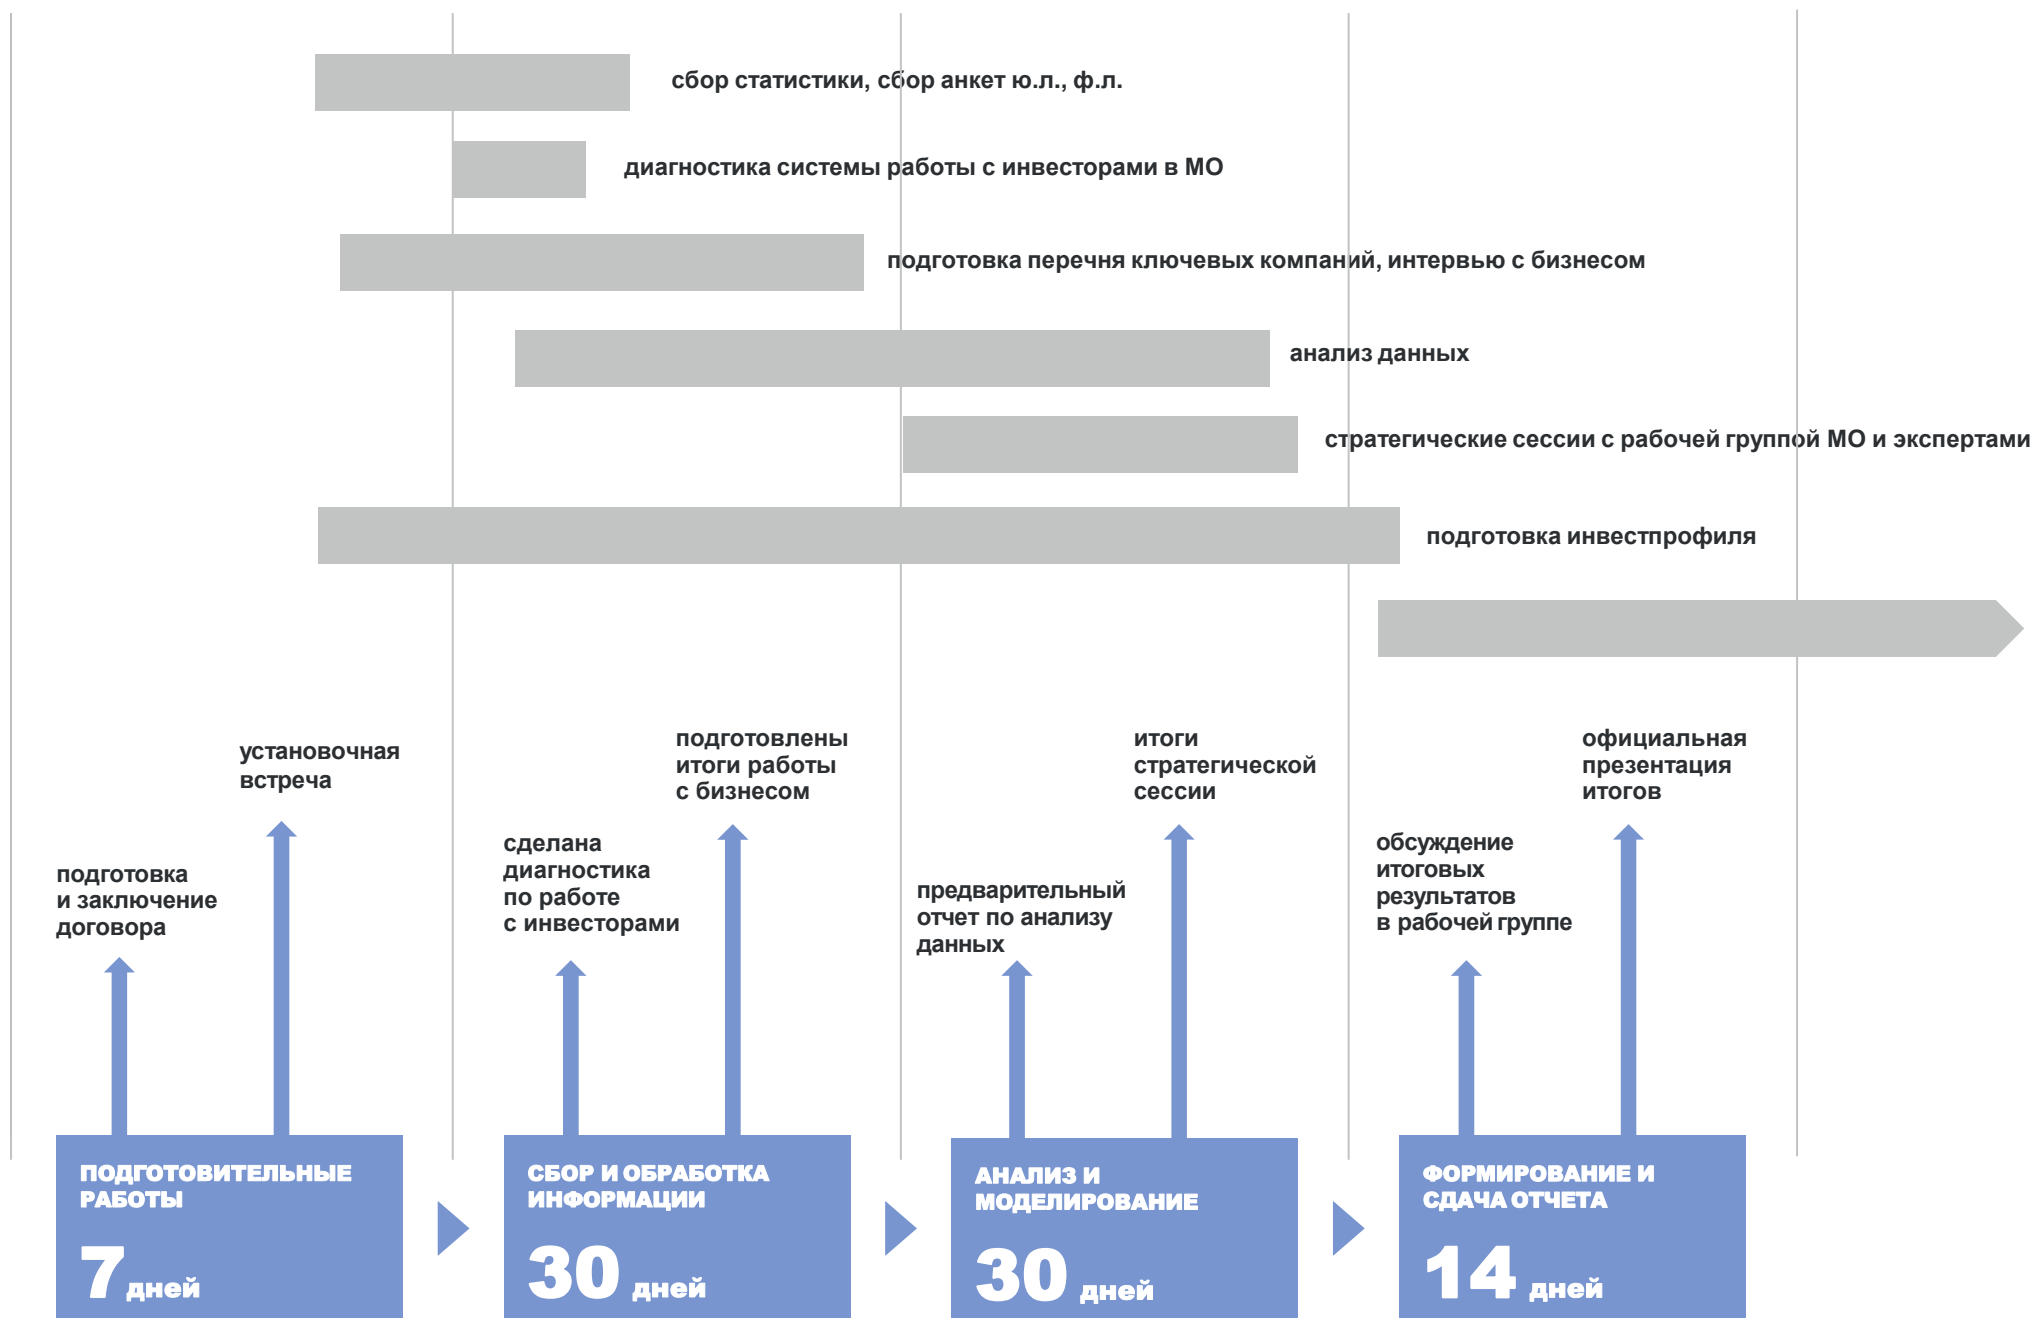 сбор статистики, сбор анкет ю.л., ф.л.
диагностика системы работы с инвесторами в МО
подготовка перечня ключевых компаний, интервью с бизнесом
анализ данных
стратегические сессии с рабочей группой МО и экспертами
подготовка инвестпрофиля
установочная
встреча
подготовлены
итоги работы
с бизнесом
итоги
стратегической
сессии
официальная
презентация
итогов
подготовка
и заключение
договора
сделана
диагностика
по работе
с инвесторами
предварительный
отчет по анализу
данных
обсуждение
итоговых
результатов
в рабочей группе
ПОДГОТОВИТЕЛЬНЫЕ
РАБОТЫ
7 дней
СБОР И ОБРАБОТКА
ИНФОРМАЦИИ
30 дней
АНАЛИЗ И
МОДЕЛИРОВАНИЕ
30 дней
ФОРМИРОВАНИЕ И
СДАЧА ОТЧЕТА
14 дней